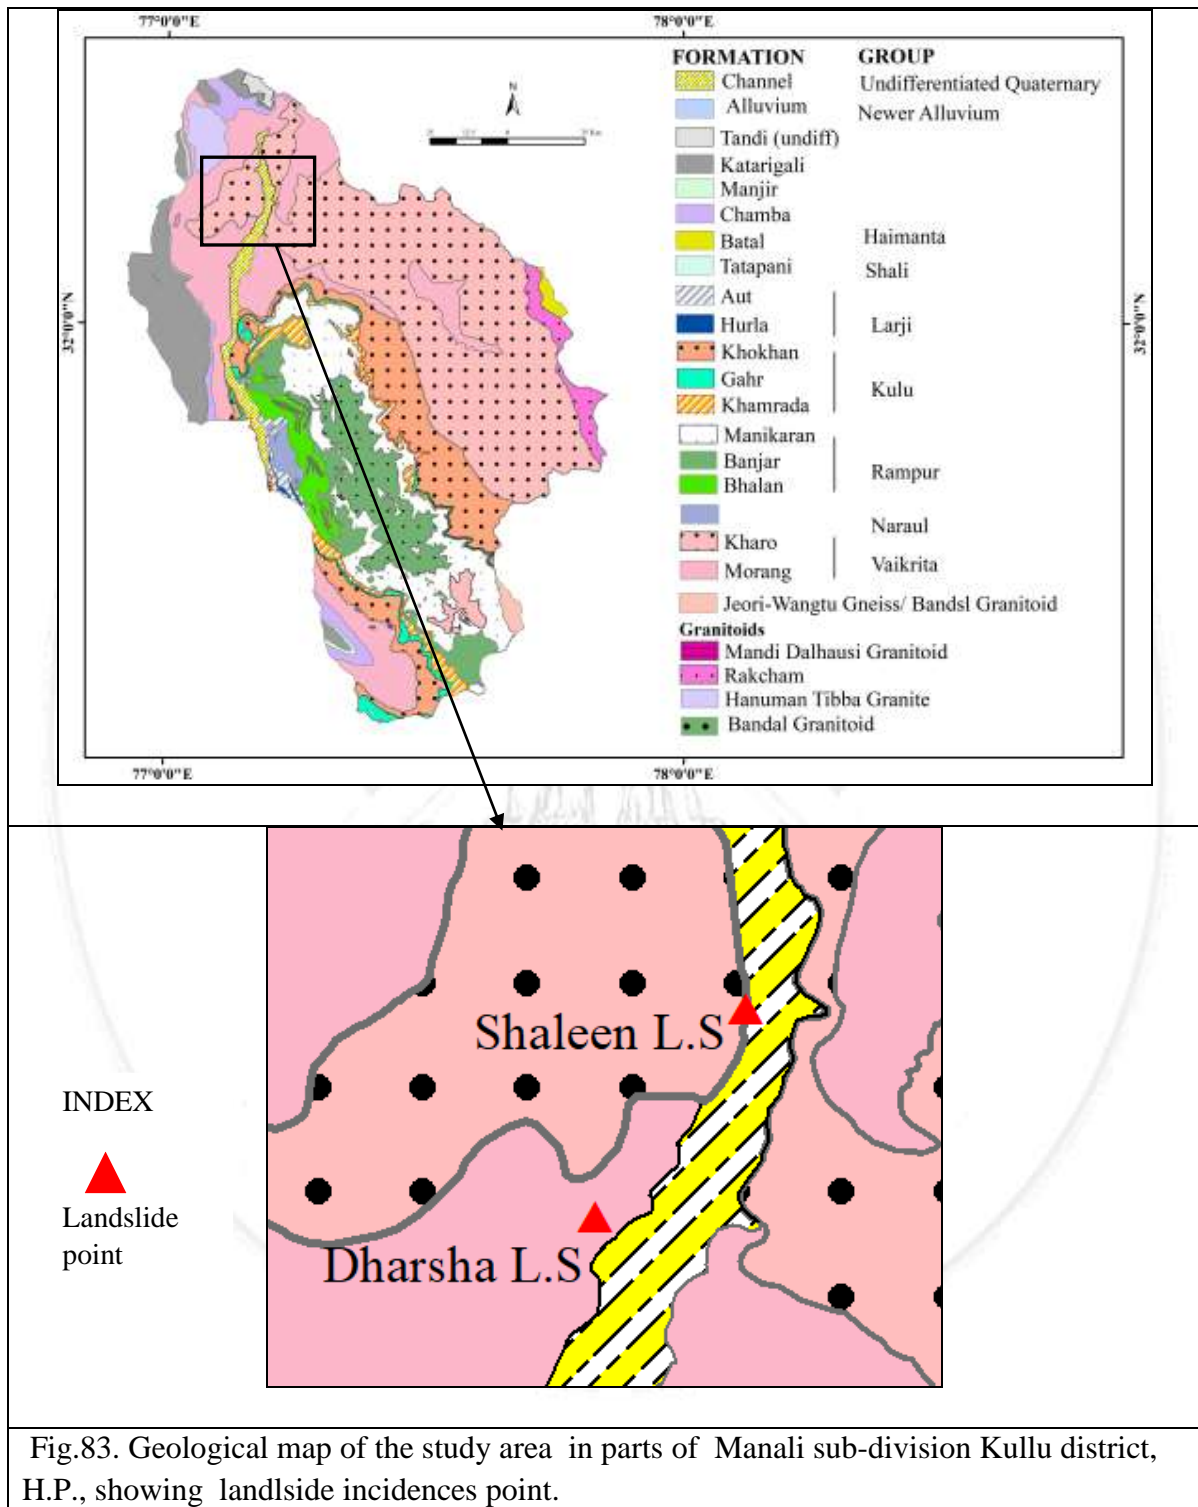 77°0'0"E 78°0'0"E
FORMATION GROUP
Channel Undifferentiated Quaternary
Alluvium Newer Alluvium
Tandi (undiff)
Katarigali
Manjir
Chamba
Batal Haimanta
Tatapani Shali
Aut
Hurla Larji
Khokhan
Gahr Kulu
Khamrada
Manikaran
Banjar Rampur
Bhalan
Naraul
Kharo
Morang Vaikrita
Jeori-Wangtu Gneiss/ Bandsl Granitoid
Granitoids
Mandi Dalhausi Granitoid
Rakcham
Hanuman Tibba Granite
Bandal Granitoid
N
32°0'0"N 32°0'0"N
77°0'0"E 78°0'0"E
Shaleen L.S
INDEX
Landslide
point
Dharsha L.S
Fig.83. Geological map of the study area in parts of Manali sub-division Kullu district,
H.P., showing landlside incidences point.